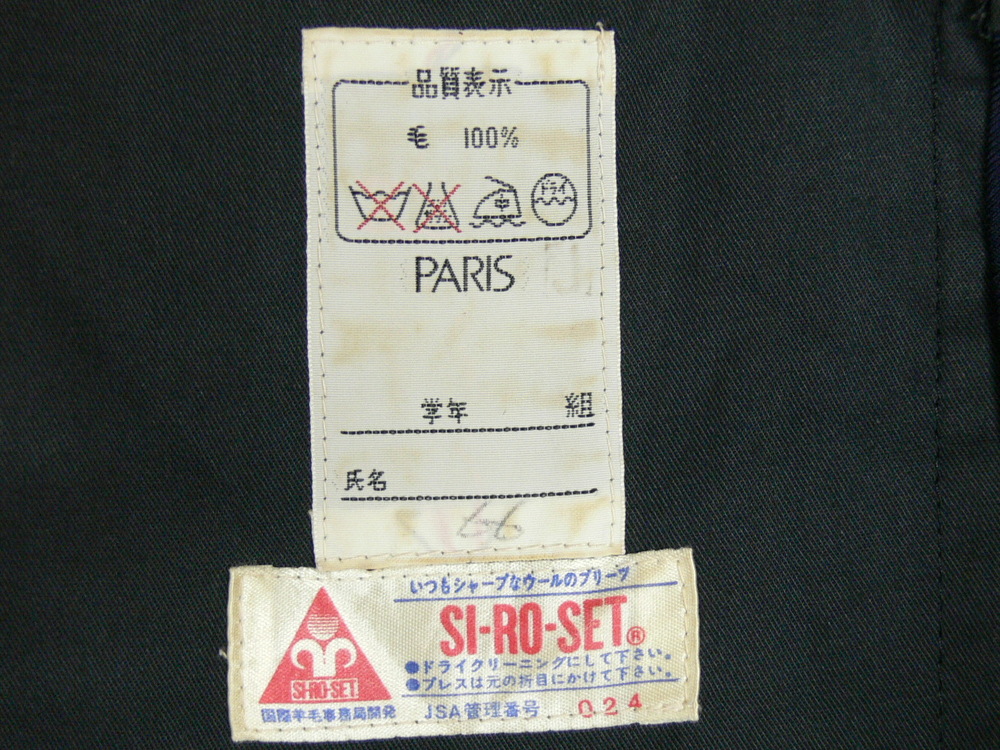 品質表示
毛 100%
ドライ
PARIS
学年 組
氏名
66
いつもシャープなウールのプリーツ
SI-RO-SET®
●ドライクリーニングにして下さい。
●プレスは元の折目にかけて下さい。
SI-RO-SET
国際羊毛事務局開発
JSA管理番号 024